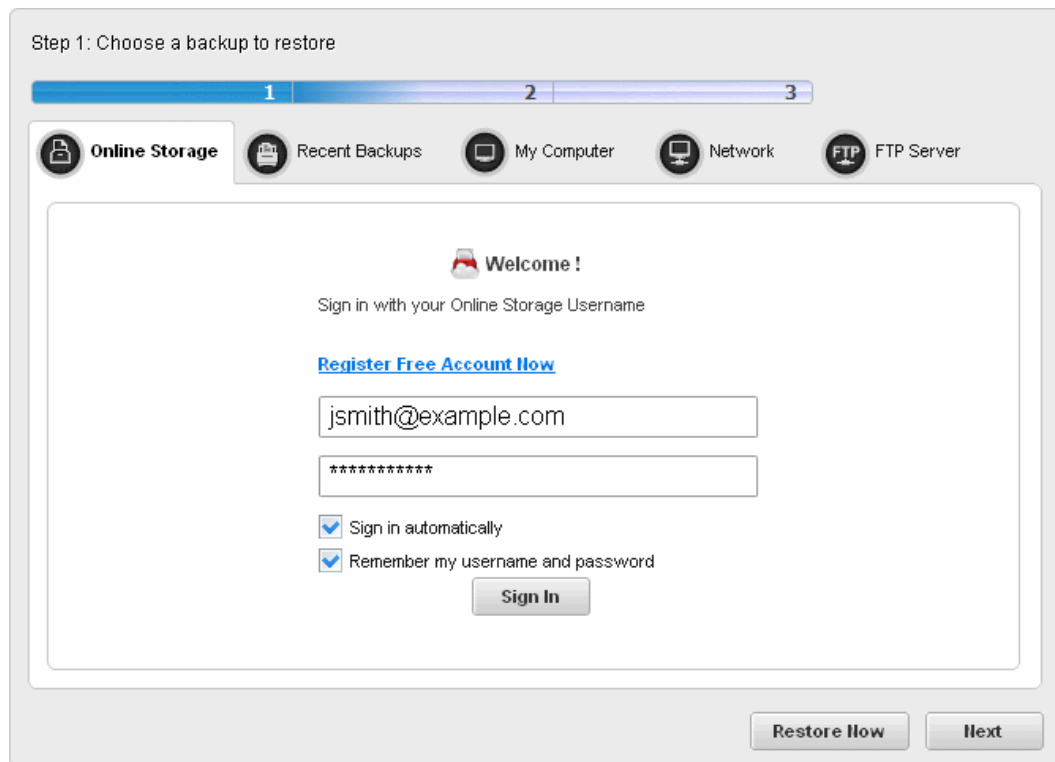 Step 1: Choose a backup to restore
1 2 3
Online Storage Recent Backups My Computer Network FTP FTP Server
Welcome !
Sign in with your Online Storage Username
Register Free Account Now
jsmith@example.com
***********
Sign in automatically
Remember my username and password
Sign In
Restore Now Next